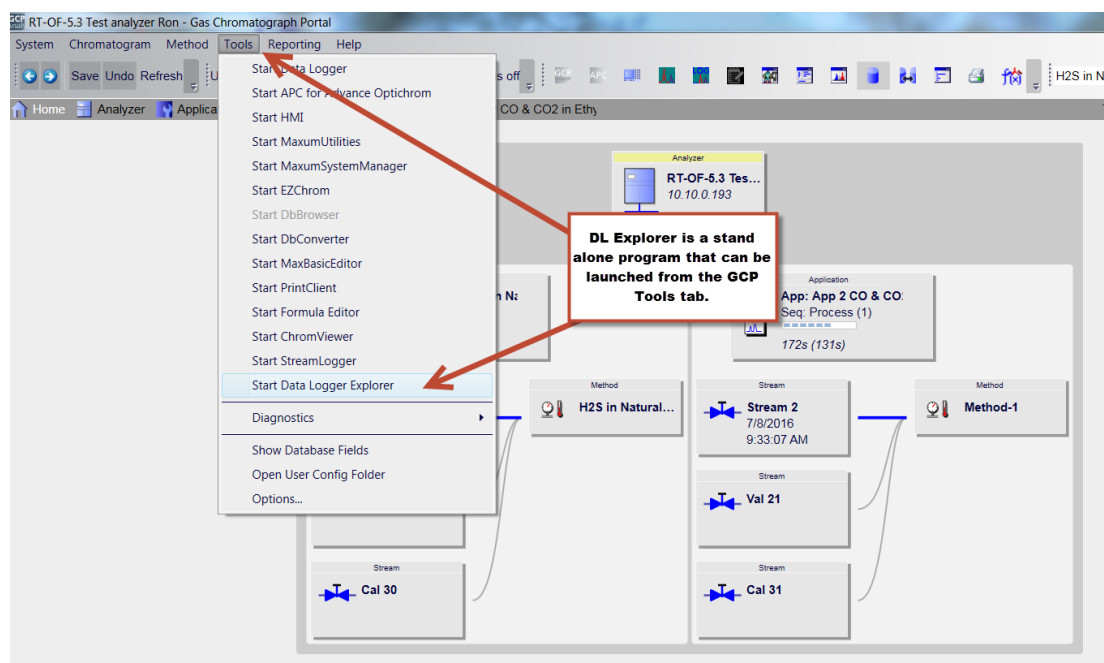 RT-OF-5.3 Test analyzer Ron - Gas Chromatograph Portal
System Chromatogram Method Tools Reporting Help
Save Undo Refresh
s off
H2S in N
Home Analyzer Applica
CO & CO2 in Ethy
Start Data Logger
Start APC for Advance Optichrom
Start HMI
Start MaxumUtilities
Start MaxumSystemManager
Start EZChrom
Start DbBrowser
Start DbConverter
Start MaxBasicEditor
Start PrintClient
Start Formula Editor
Start ChromViewer
Start StreamLogger
Start Data Logger Explorer
Diagnostics
Show Database Fields
Open User Config Folder
Options...
Analyzer
RT-OF-5.3 Tes...
10.10.0.193
DL Explorer is a stand
alone program that can be
launched from the GCP
Tools tab.
Application
App: App 2 CO & CO
Seq: Process (1)
172s (131s)
Method
H2S in Natural...
Stream
Stream 2
7/8/2016
9:33:07 AM
Method
Method-1
Stream
Val 21
Stream
Cal 30
Stream
Cal 31